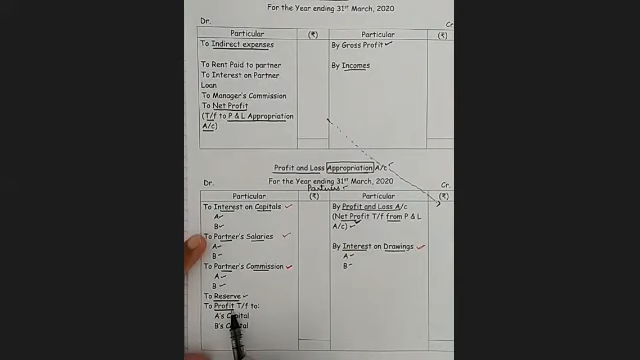 For the Year ending 31st March, 2020
Dr.
Cr
Particular
(₹)
Particular
(₹)
To Indirect expenses
By Gross Profit
To Rent Paid to partner
By Incomes
To Interest on Partner
Loan
To Manager's Commission
To Net Profit
(T/f to P & L Appropriation
A/c)
Profit and Loss Appropriation A/c
For the Year ending 31st March, 2020
Partners
Dr.
Cr.
Particular
(₹)
Particular
(₹)
To Interest on Capitals
By Profit and Loss A/c
A
(Net Profit T/f from P & L
B
A/c)
To Partner's Salaries
By Interest on Drawings
A
A
B
B
To Partner's Commission
A
B
To Reserve
To Profit T/f to:
A's Capital
B's Capital